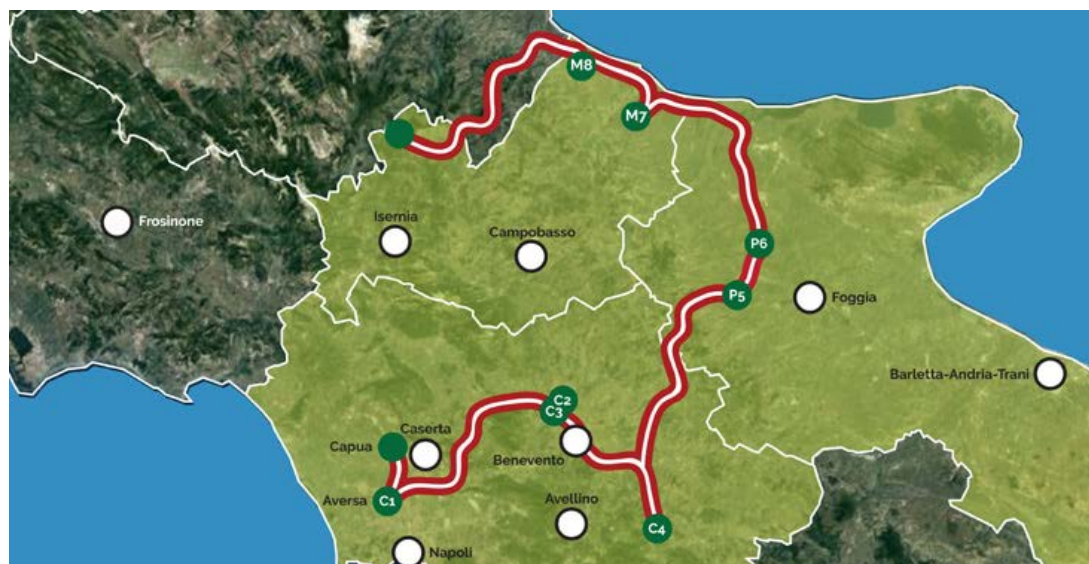 M8
M7
Isernia
Frosinone
Campobasso
P6
P5
Foggia
Barletta-Andria-Trani
C2
C3
Caserta
Capua
Benevento
Aversa
C1
Avellino
C4
Napoli